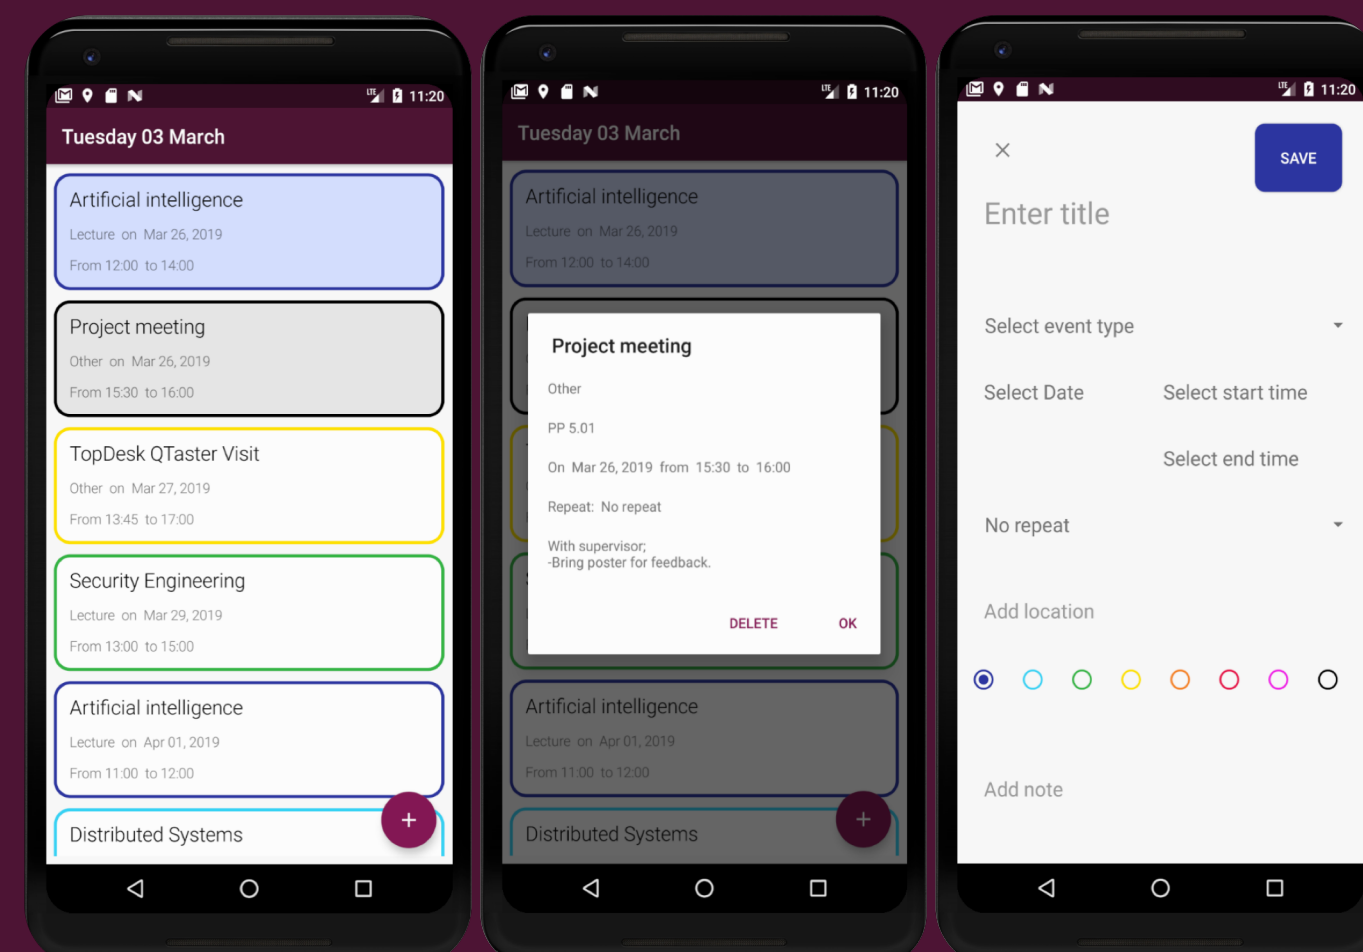 LTE 11:20
Tuesday 03 March
Artificial intelligence
Lecture on Mar 26, 2019
From 12:00 to 14:00
Project meeting
Other on Mar 26, 2019
From 15:30 to 16:00
TopDesk QTaster Visit
Other on Mar 27, 2019
From 13:45 to 17:00
Security Engineering
Lecture on Mar 29, 2019
From 13:00 to 15:00
Artificial intelligence
Lecture on Apr 01, 2019
From 11:00 to 12:00
Distributed Systems
+
LTE 11:20
Tuesday 03 March
Artificial intelligence
Lecture on Mar 26, 2019
From 12:00 to 14:00
Project meeting
Other
PP 5.01
On Mar 26, 2019 from 15:30 to 16:00
Repeat: No repeat
With supervisor;
-Bring poster for feedback.
DELETE OK
Artificial intelligence
Lecture on Apr 01, 2019
From 11:00 to 12:00
Distributed Systems
+
LTE 11:20
SAVE
Enter title
Select event type
Select Date Select start time
Select end time
No repeat
Add location
Add note